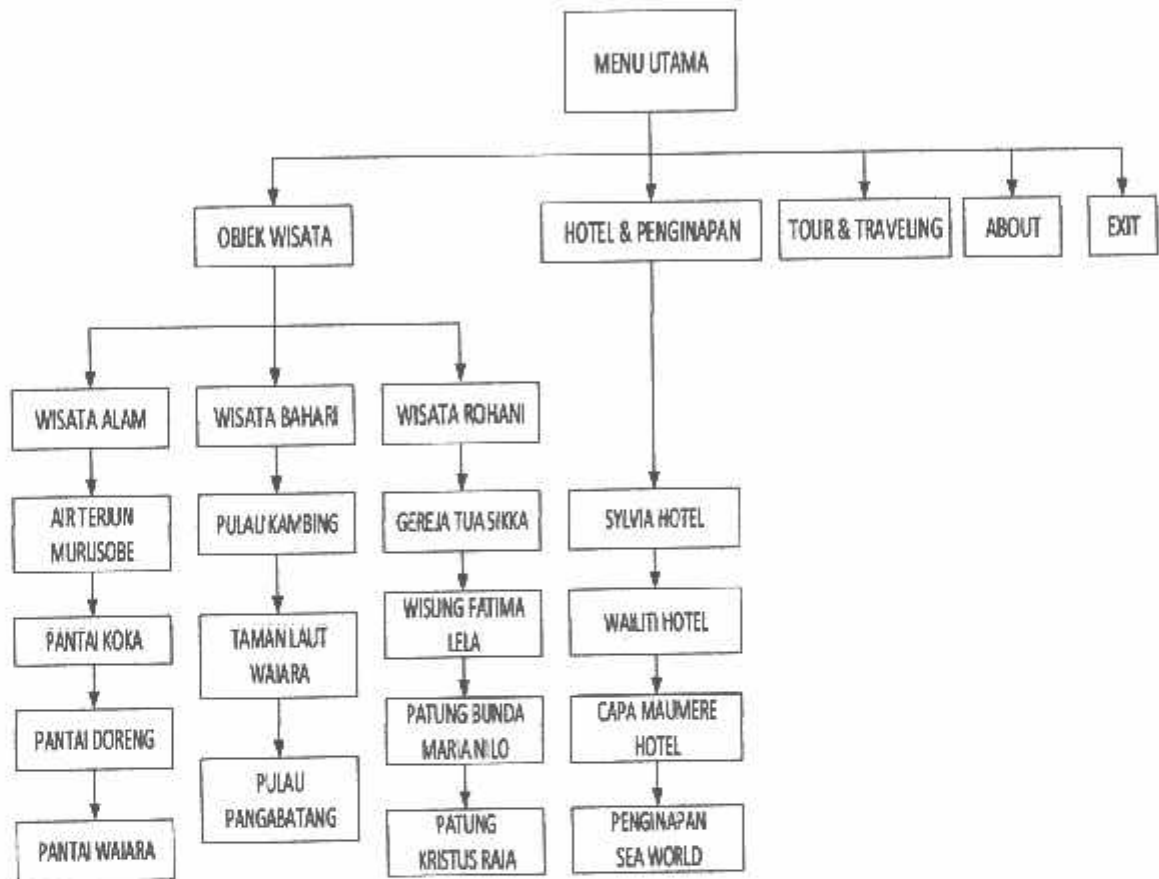 MENU UTAMA
OBJEK WISATA
HOTEL & PENGINAPAN
TOUR & TRAVELING
ABOUT
EXIT
WISATA ALAM
WISATA BAHARI
WISATA ROHANI
AIR TERJUN
MURUSOBE
PULAU KAMBING
GEREJA TUA SIKKA
SYLVIA HOTEL
PANTAI KOKA
TAMAN LAUT
WAIARA
WISUNG FATIMA
LELA
WAILITI HOTEL
PANTAI DORENG
PULAU
PANGABATANG
PATUNG BUNDA
MARIA NILO
CAPA MAUMERE
HOTEL
PANTAI WAIARA
PATUNG
KRISTUS RAJA
PENGINAPAN
SEA WORLD